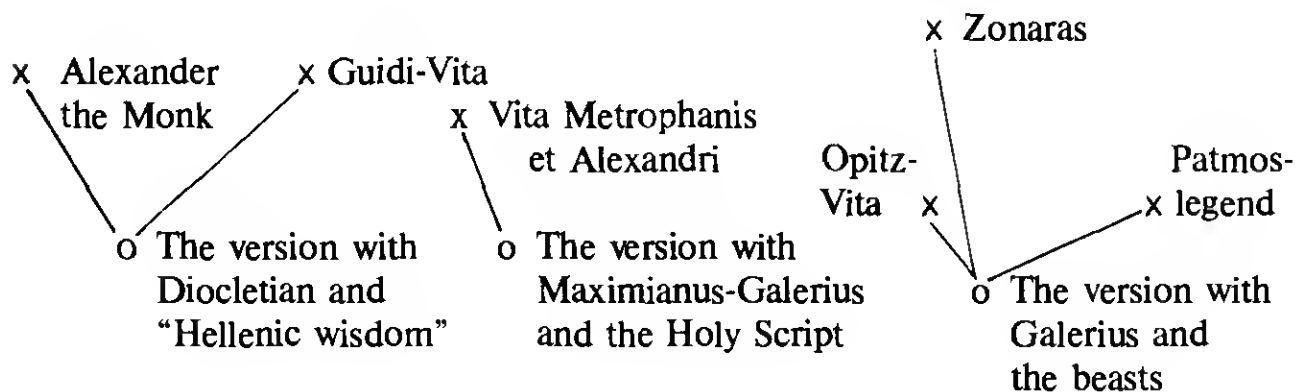 x Alexander
the Monk
x Guidi-Vita
x Vita Metrophanis
et Alexandri
x Zonaras
Opitz-
Vita x
Patmos-
x legend
o The version with
Diocletian and
“Hellenic wisdom”
o The version with
Maximianus-Galerius
and the Holy Script
o The version with
Galerius and
the beasts